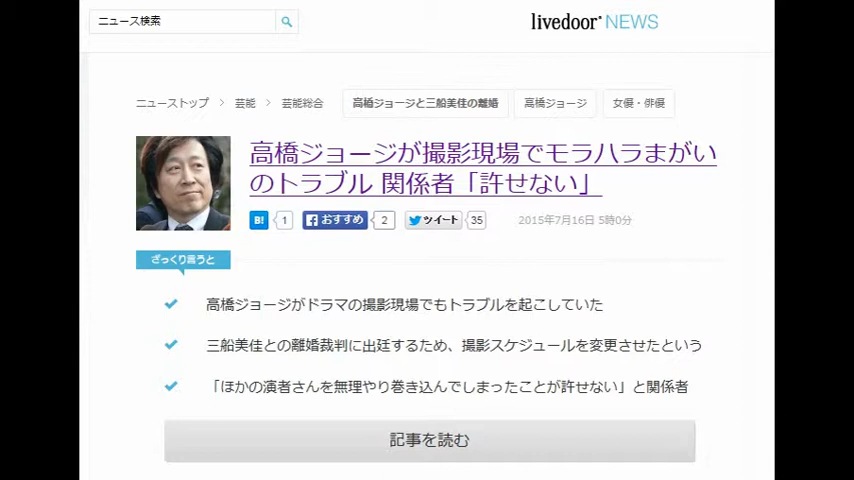 ニュース検索
livedoor NEWS
ニューストップ > 芸能 > 芸能総合 高橋ジョージと三船美佳の離婚 高橋ジョージ 女優・俳優
高橋ジョージが撮影現場でモラハラまがい
のトラブル 関係者「許せない」
B! 1 おすすめ 2 ツイート 35 2015年7月16日 5時0分
ざっくり言うと
高橋ジョージがドラマの撮影現場でもトラブルを起こしていた
三船美佳との離婚裁判に出廷するため、撮影スケジュールを変更させたという
「ほかの演者さんを無理やり巻き込んでしまったことが許せない」と関係者
記事を読む